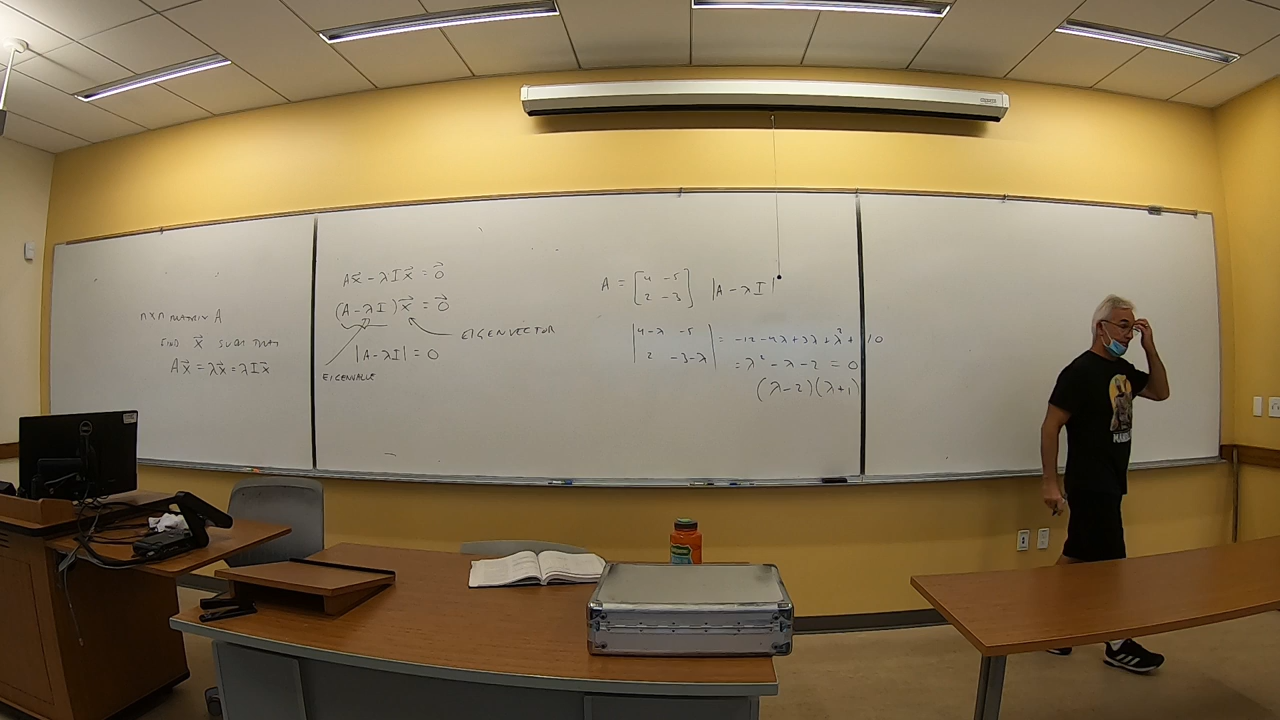 n×n MATRIX A
FIND x⃗ SUCH THAT
Ax⃗ = λx⃗ = λIx⃗
Ax⃗ - λIx⃗ = 0⃗
(A - λI)x⃗ = 0⃗
EIGENVECTOR
|A - λI| = 0
EIGENVALUE
A = [4 -5
2 -3] |A - λI|
|4-λ -5
2 -3-λ| = -12 - 4λ + 3λ + λ² + 10
= λ² - λ - 2 = 0
(λ-2)(λ+1)
DELL